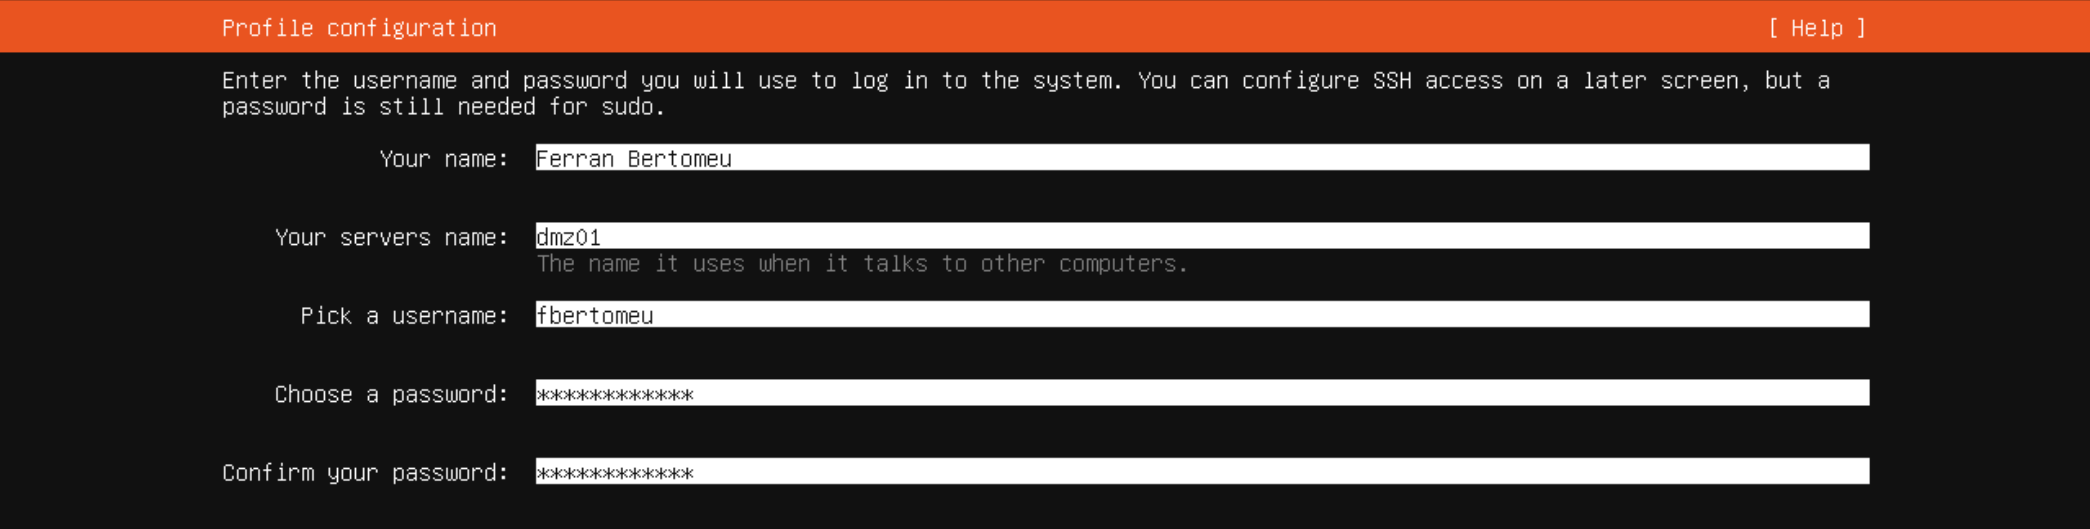 Profile configuration [ Help ]
Enter the username and password you will use to log in to the system. You can configure SSH access on a later screen, but a
password is still needed for sudo.
Your name: Ferran Bertomeu
Your servers name: dmz01
The name it uses when it talks to other computers.
Pick a username: fbertomeu
Choose a password: ************
Confirm your password: ************